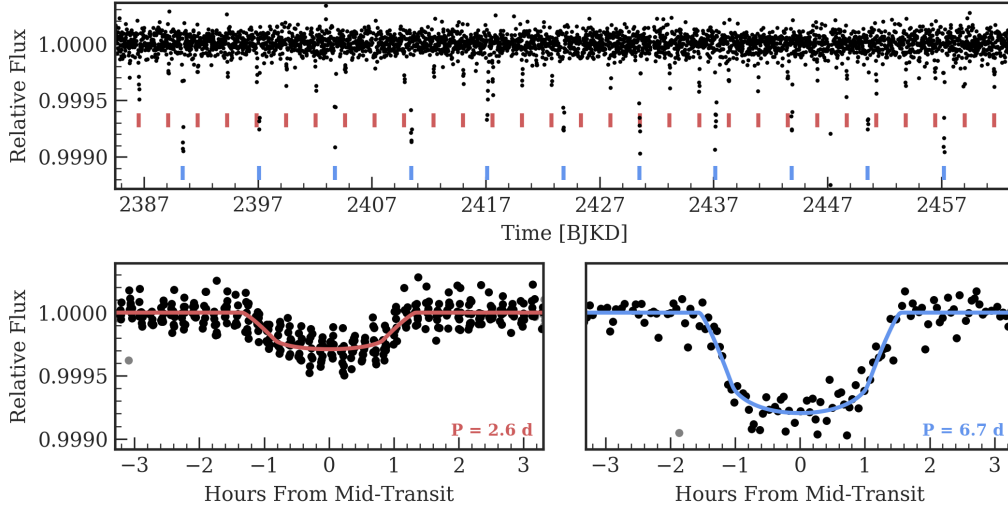 Relative Flux
1.0000
0.9995
0.9990
2387 2397 2407 2417 2427 2437 2447 2457
Time [BJKD]
Relative Flux
1.0000
0.9995
0.9990
P = 2.6 d
−3 −2 −1 0 1 2 3
Hours From Mid-Transit
P = 6.7 d
−3 −2 −1 0 1 2 3
Hours From Mid-Transit